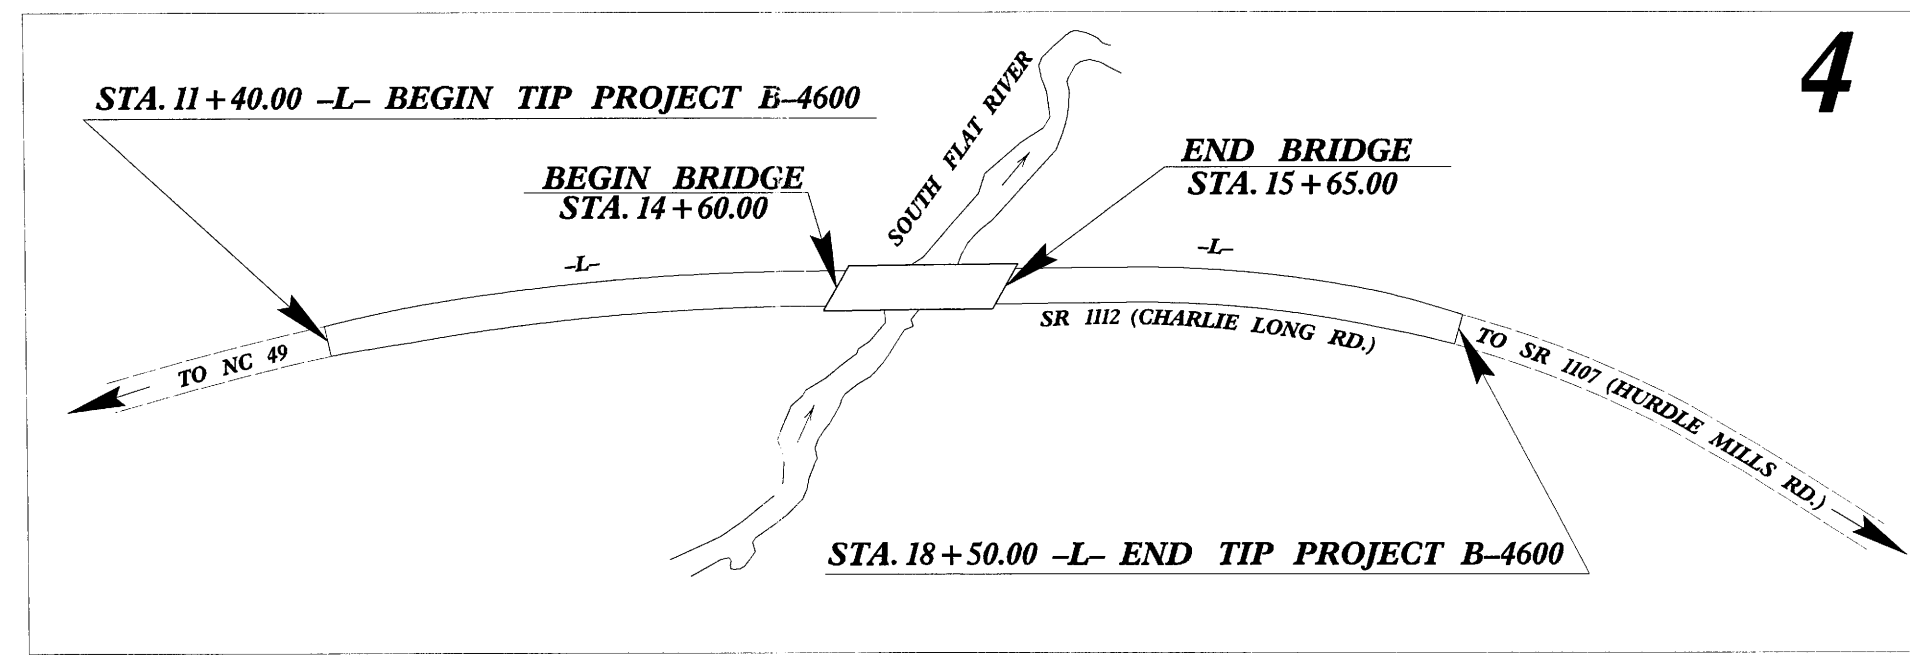 4
STA. 11+40.00 -L- BEGIN TIP PROJECT B-4600
BEGIN BRIDGE
STA. 14+60.00
SOUTH FLAT RIVER
END BRIDGE
STA. 15+65.00
-L-
-L-
SR 1112 (CHARLIE LONG RD.)
TO NC 49
TO SR 1107 (HURDLE MILLS RD.)
STA. 18+50.00 -L- END TIP PROJECT B-4600